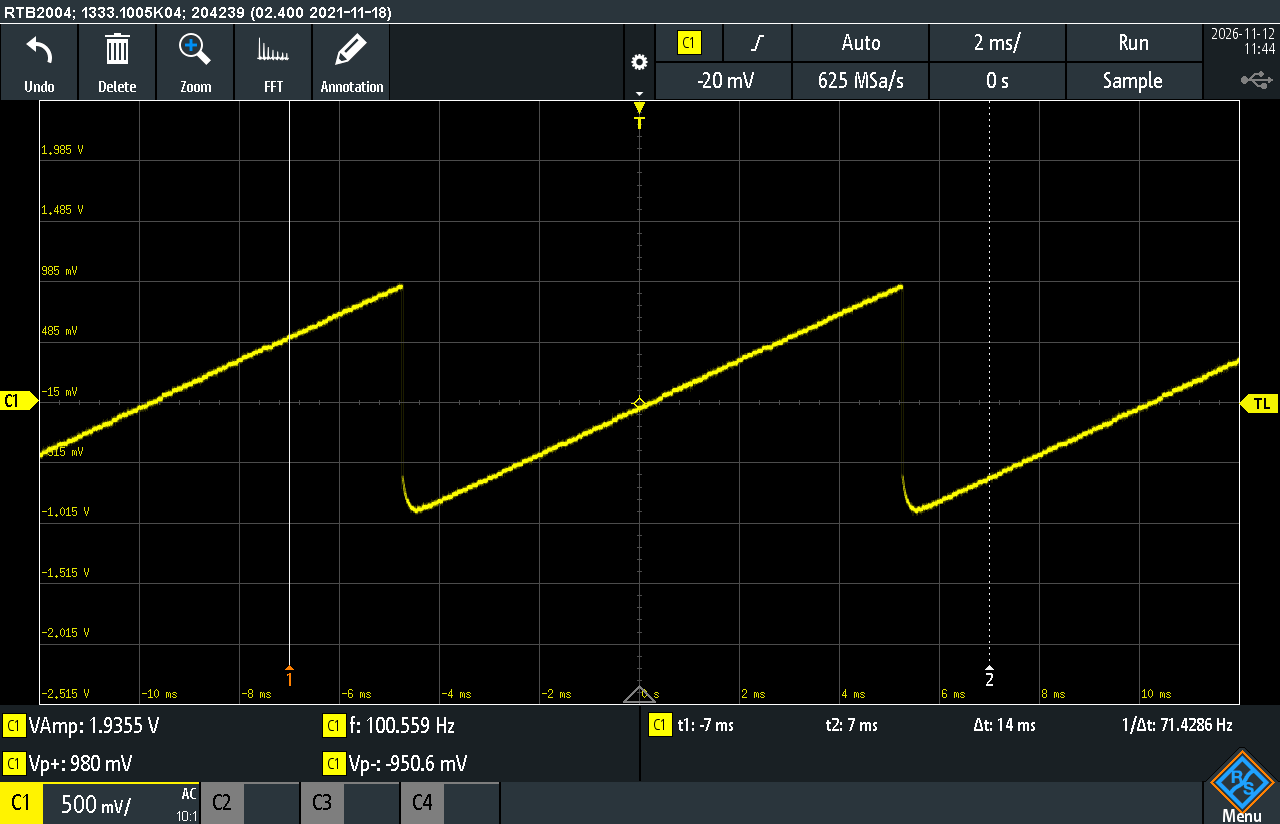 RTB2004; 1333.1005K04; 204239 (02.400 2021-11-18)
Undo Delete Zoom FFT Annotation
C1 Auto 2 ms/ Run
-20 mV 625 MSa/s 0 s Sample
2026-11-12
11:44
T
1.985 V
1.485 V
985 mV
485 mV
-15 mV
C1
TL
-515 mV
-1.015 V
-1.515 V
-2.015 V
1 2
-2.515 V -10 ms -8 ms -6 ms -4 ms -2 ms 0 s 2 ms 4 ms 6 ms 8 ms 10 ms
C1 VAmp: 1.9355 V C1 f: 100.559 Hz C1 t1: -7 ms t2: 7 ms Δt: 14 ms 1/Δt: 71.4286 Hz
C1 Vp+: 980 mV C1 Vp-: -950.6 mV
C1 500 mV/ AC 10:1 C2 C3 C4
R S
Menu